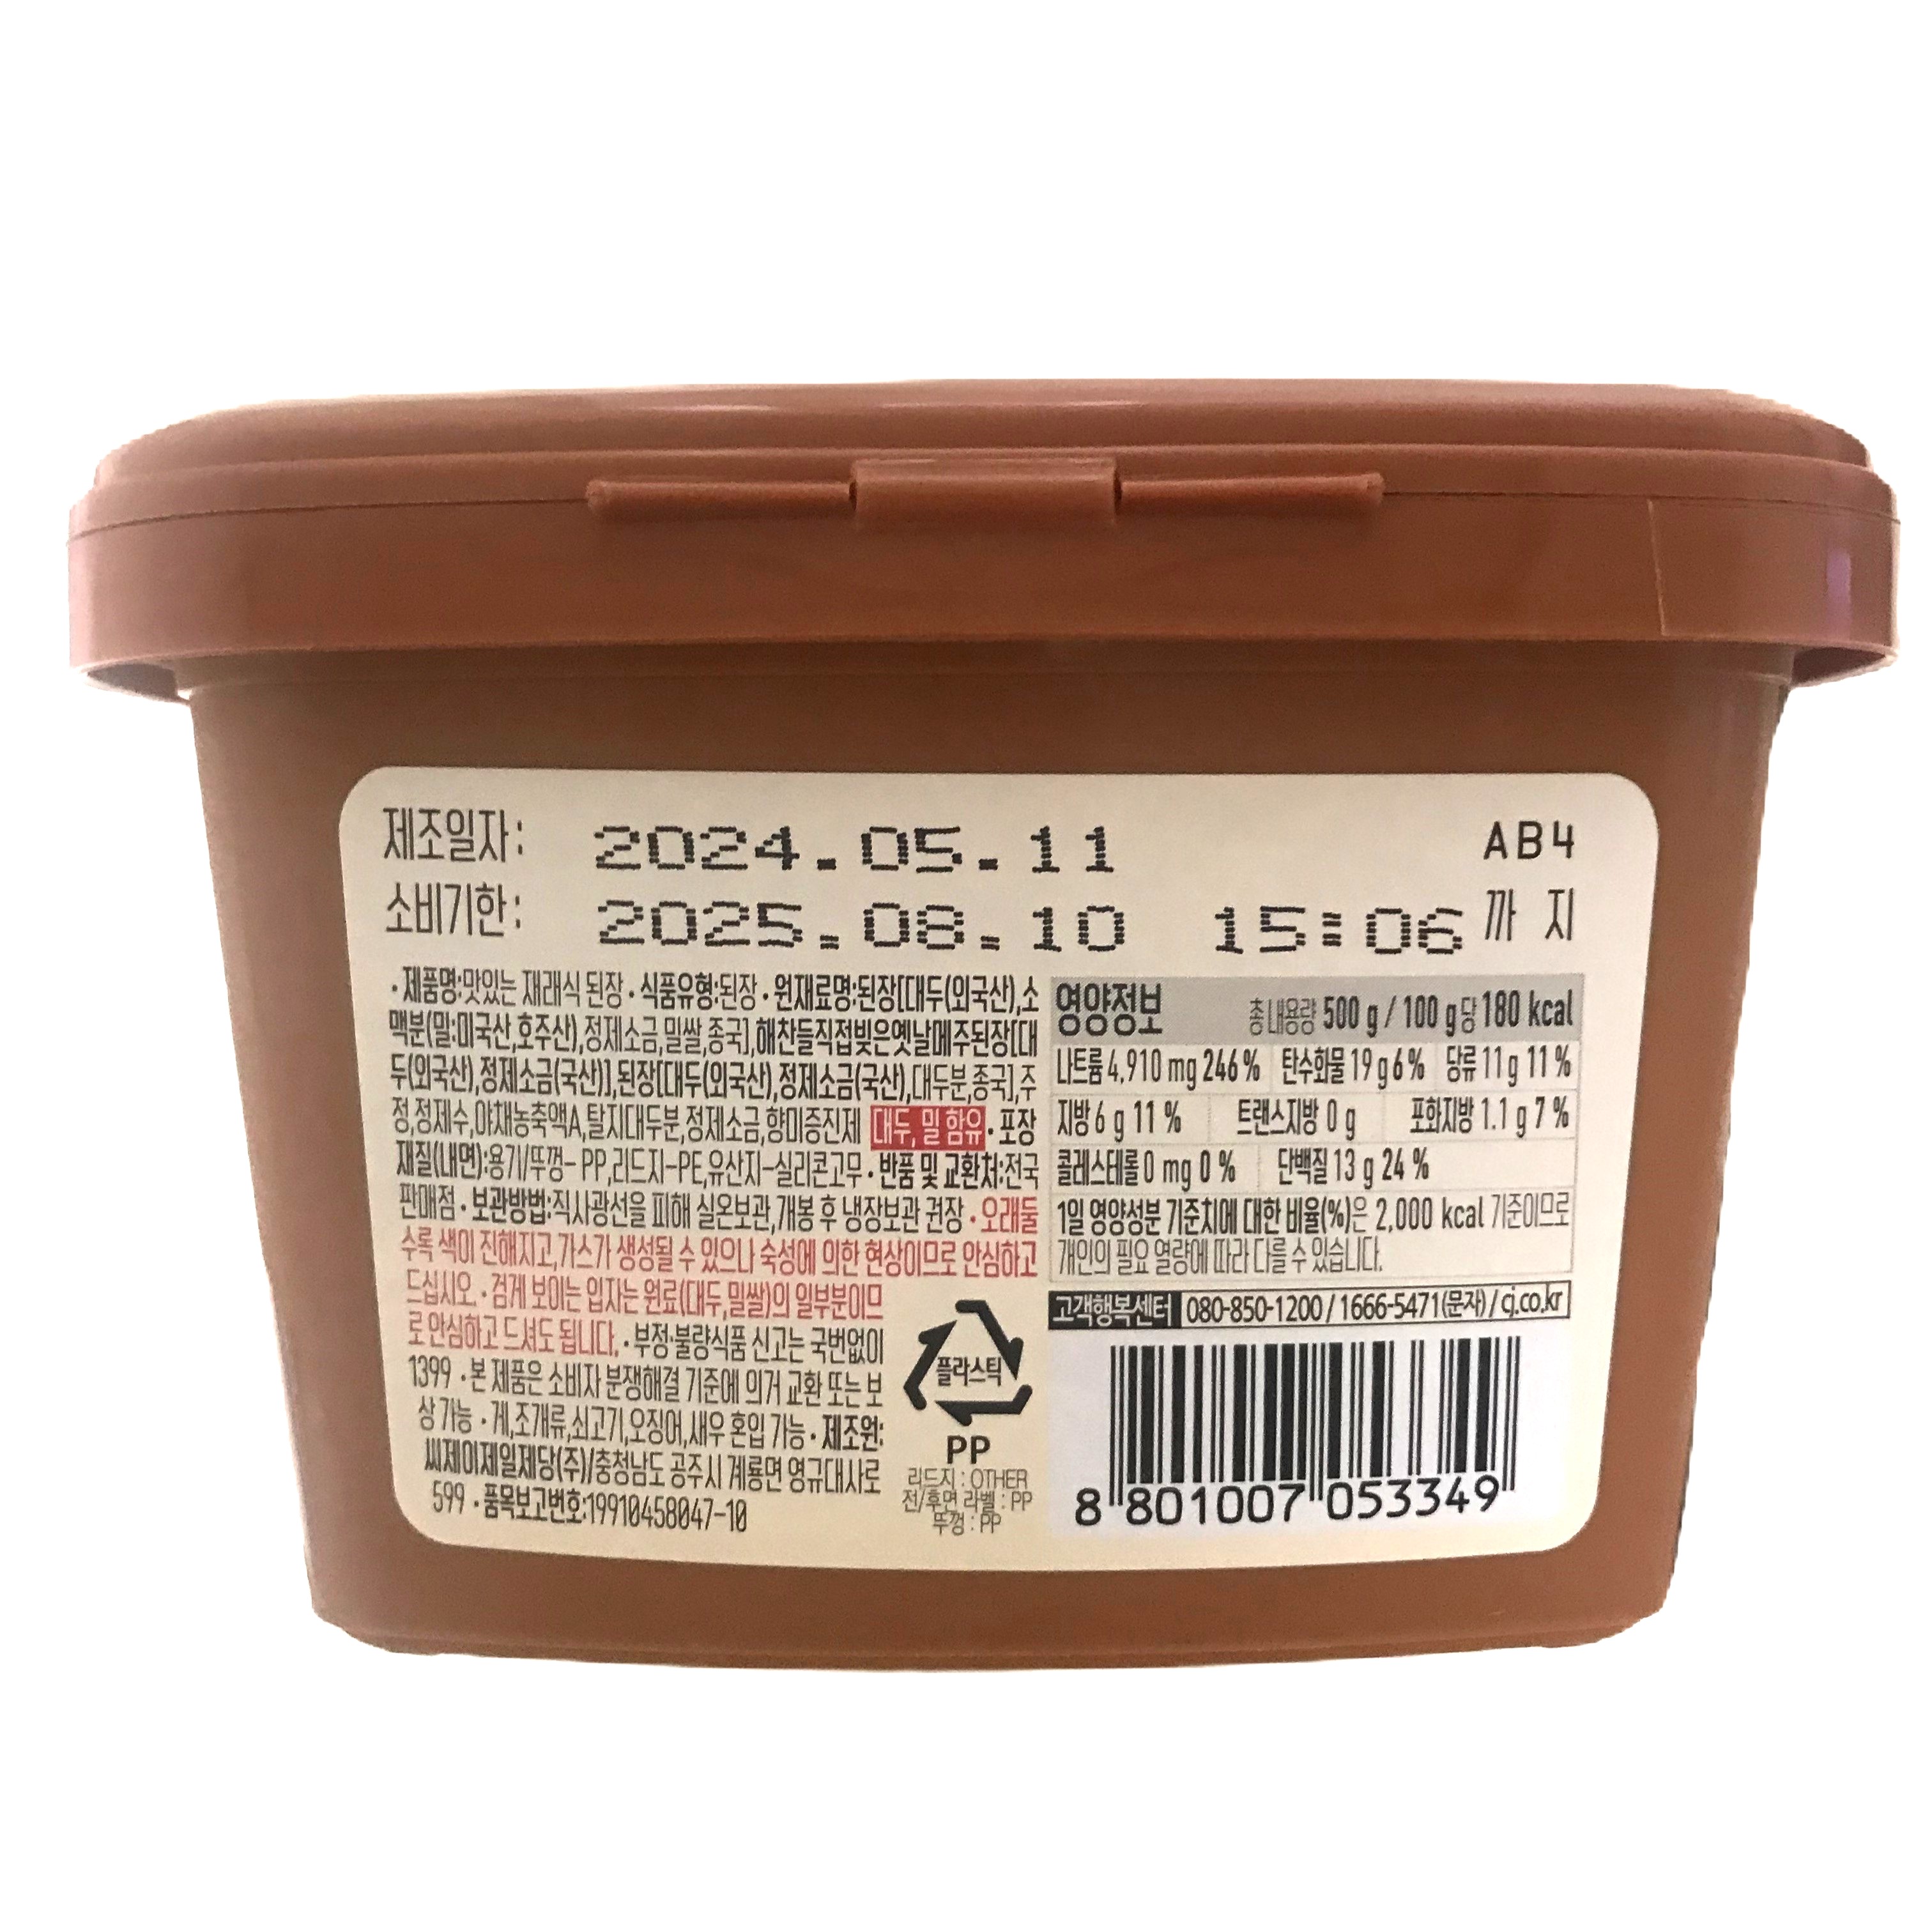 제조일자: 2024.05.11 AB4
소비기한: 2025.08.10 15:06 까지
·제품명:맛있는 재래식 된장·식품유형:된장·원재료명:된장[대두(외국산),소
맥분(밀:미국산,호주산),정제소금,밀쌀,종국],해찬들직접빚은옛날메주된장[대
두(외국산),정제소금(국산)],된장[대두(외국산),정제소금(국산),대두분,종국],주
정,정제수,야채농축액A,탈지대두분,정제소금,향미증진제 대두, 밀 함유·포장
재질(내면):용기/뚜껑-PP,리드지-PE,유산지-실리콘고무·반품 및 교환처:전국
판매점·보관방법:직사광선을 피해 실온보관,개봉 후 냉장보관 권장·오래둘
수록 색이 진해지고,가스가 생성될 수 있으나 숙성에 의한 현상이므로 안심하고
드십시오.·검게 보이는 입자는 원료(대두,밀쌀)의 일부분이므
로 안심하고 드셔도 됩니다.·부정·불량식품 신고는 국번없이
1399·본 제품은 소비자 분쟁해결 기준에 의거 교환 또는 보
상 가능·게,조개류,쇠고기,오징어,새우 혼입 가능·제조원:
씨제이제일제당(주)/충청남도 공주시 계룡면 영규대사로
599·품목보고번호:19910458047-10
플라스틱
PP
리드지 : OTHER
전/후면 라벨 : PP
뚜껑 : PP
영양정보 총 내용량 500 g / 100 g당 180 kcal
나트륨 4,910 mg 246 % 탄수화물 19 g 6 % 당류 11 g 11 %
지방 6 g 11 % 트랜스지방 0 g 포화지방 1.1 g 7 %
콜레스테롤 0 mg 0 % 단백질 13 g 24 %
1일 영양성분 기준치에 대한 비율(%)은 2,000 kcal 기준이므로
개인의 필요 열량에 따라 다를 수 있습니다.
고객행복센터 080-850-1200 / 1666-5471(문자) / cj.co.kr
8 801007 053349